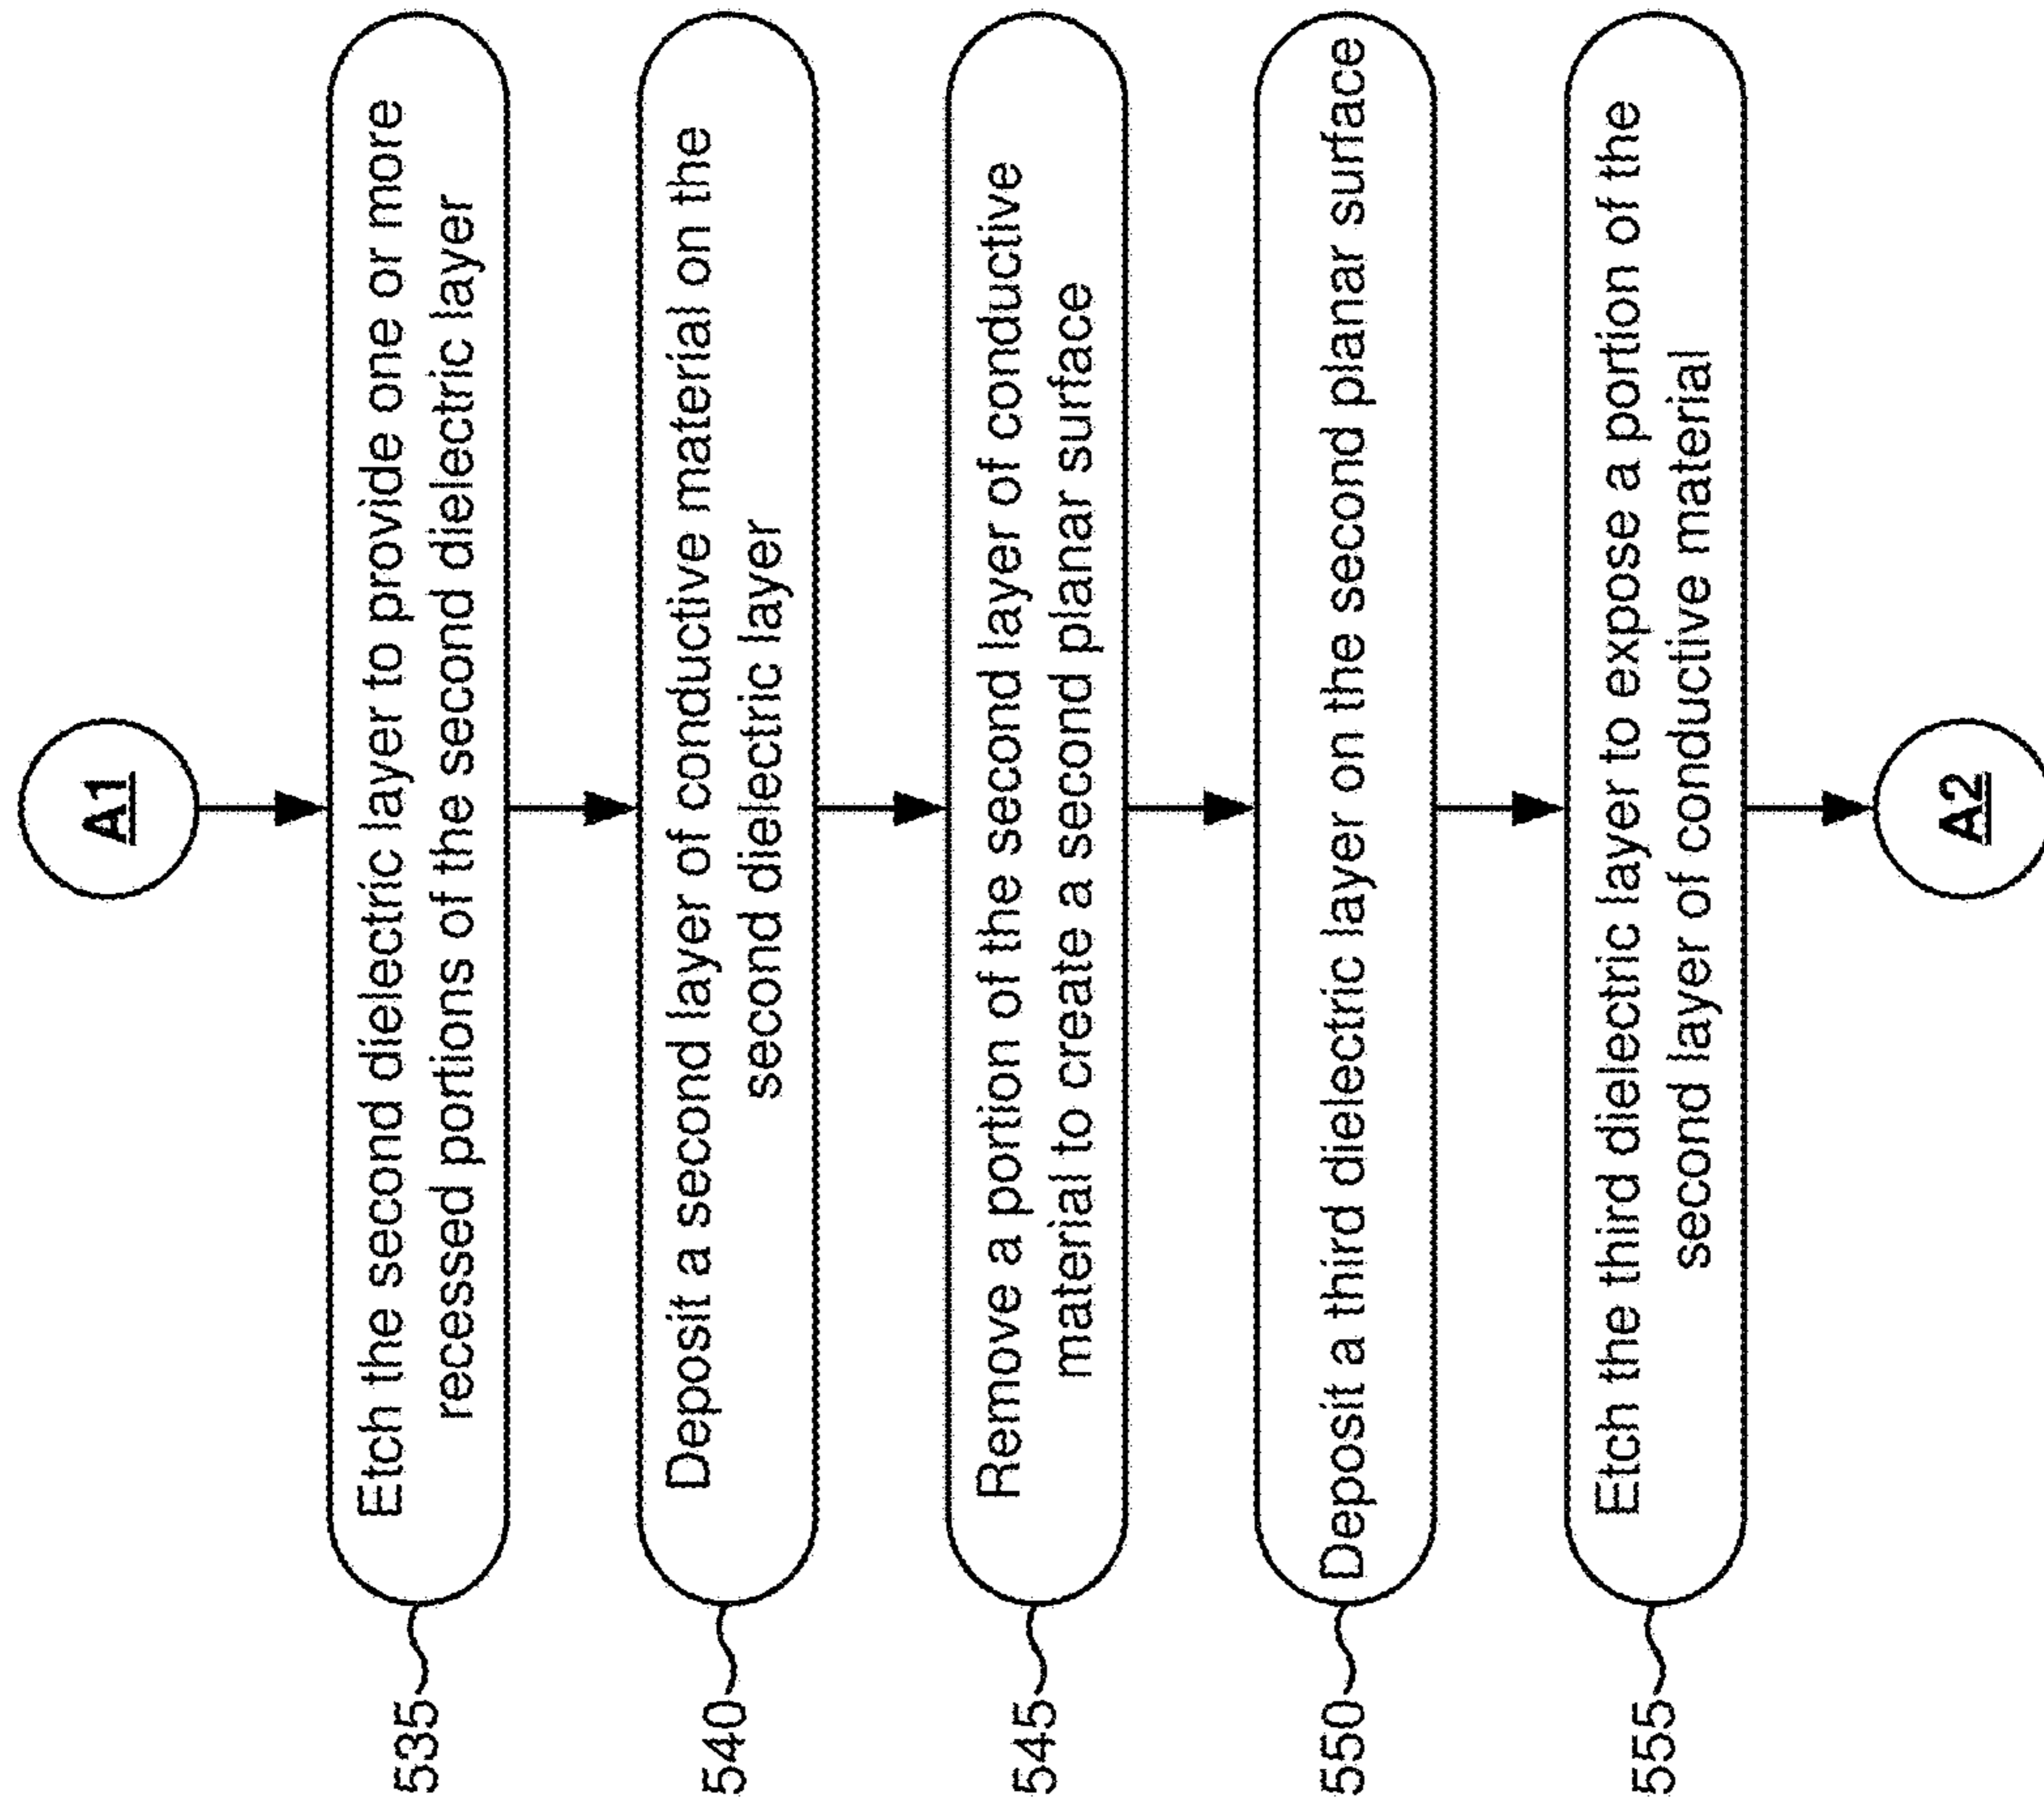 A1
535
Etch the second dielectric layer to provide one or more
recessed portions of the second dielectric layer
540
Deposit a second layer of conductive material on the
second dielectric layer
545
Remove a portion of the second layer of conductive
material to create a second planar surface
550
Deposit a third dielectric layer on the second planar surface
555
Etch the third dielectric layer to expose a portion of the
second layer of conductive material
A2